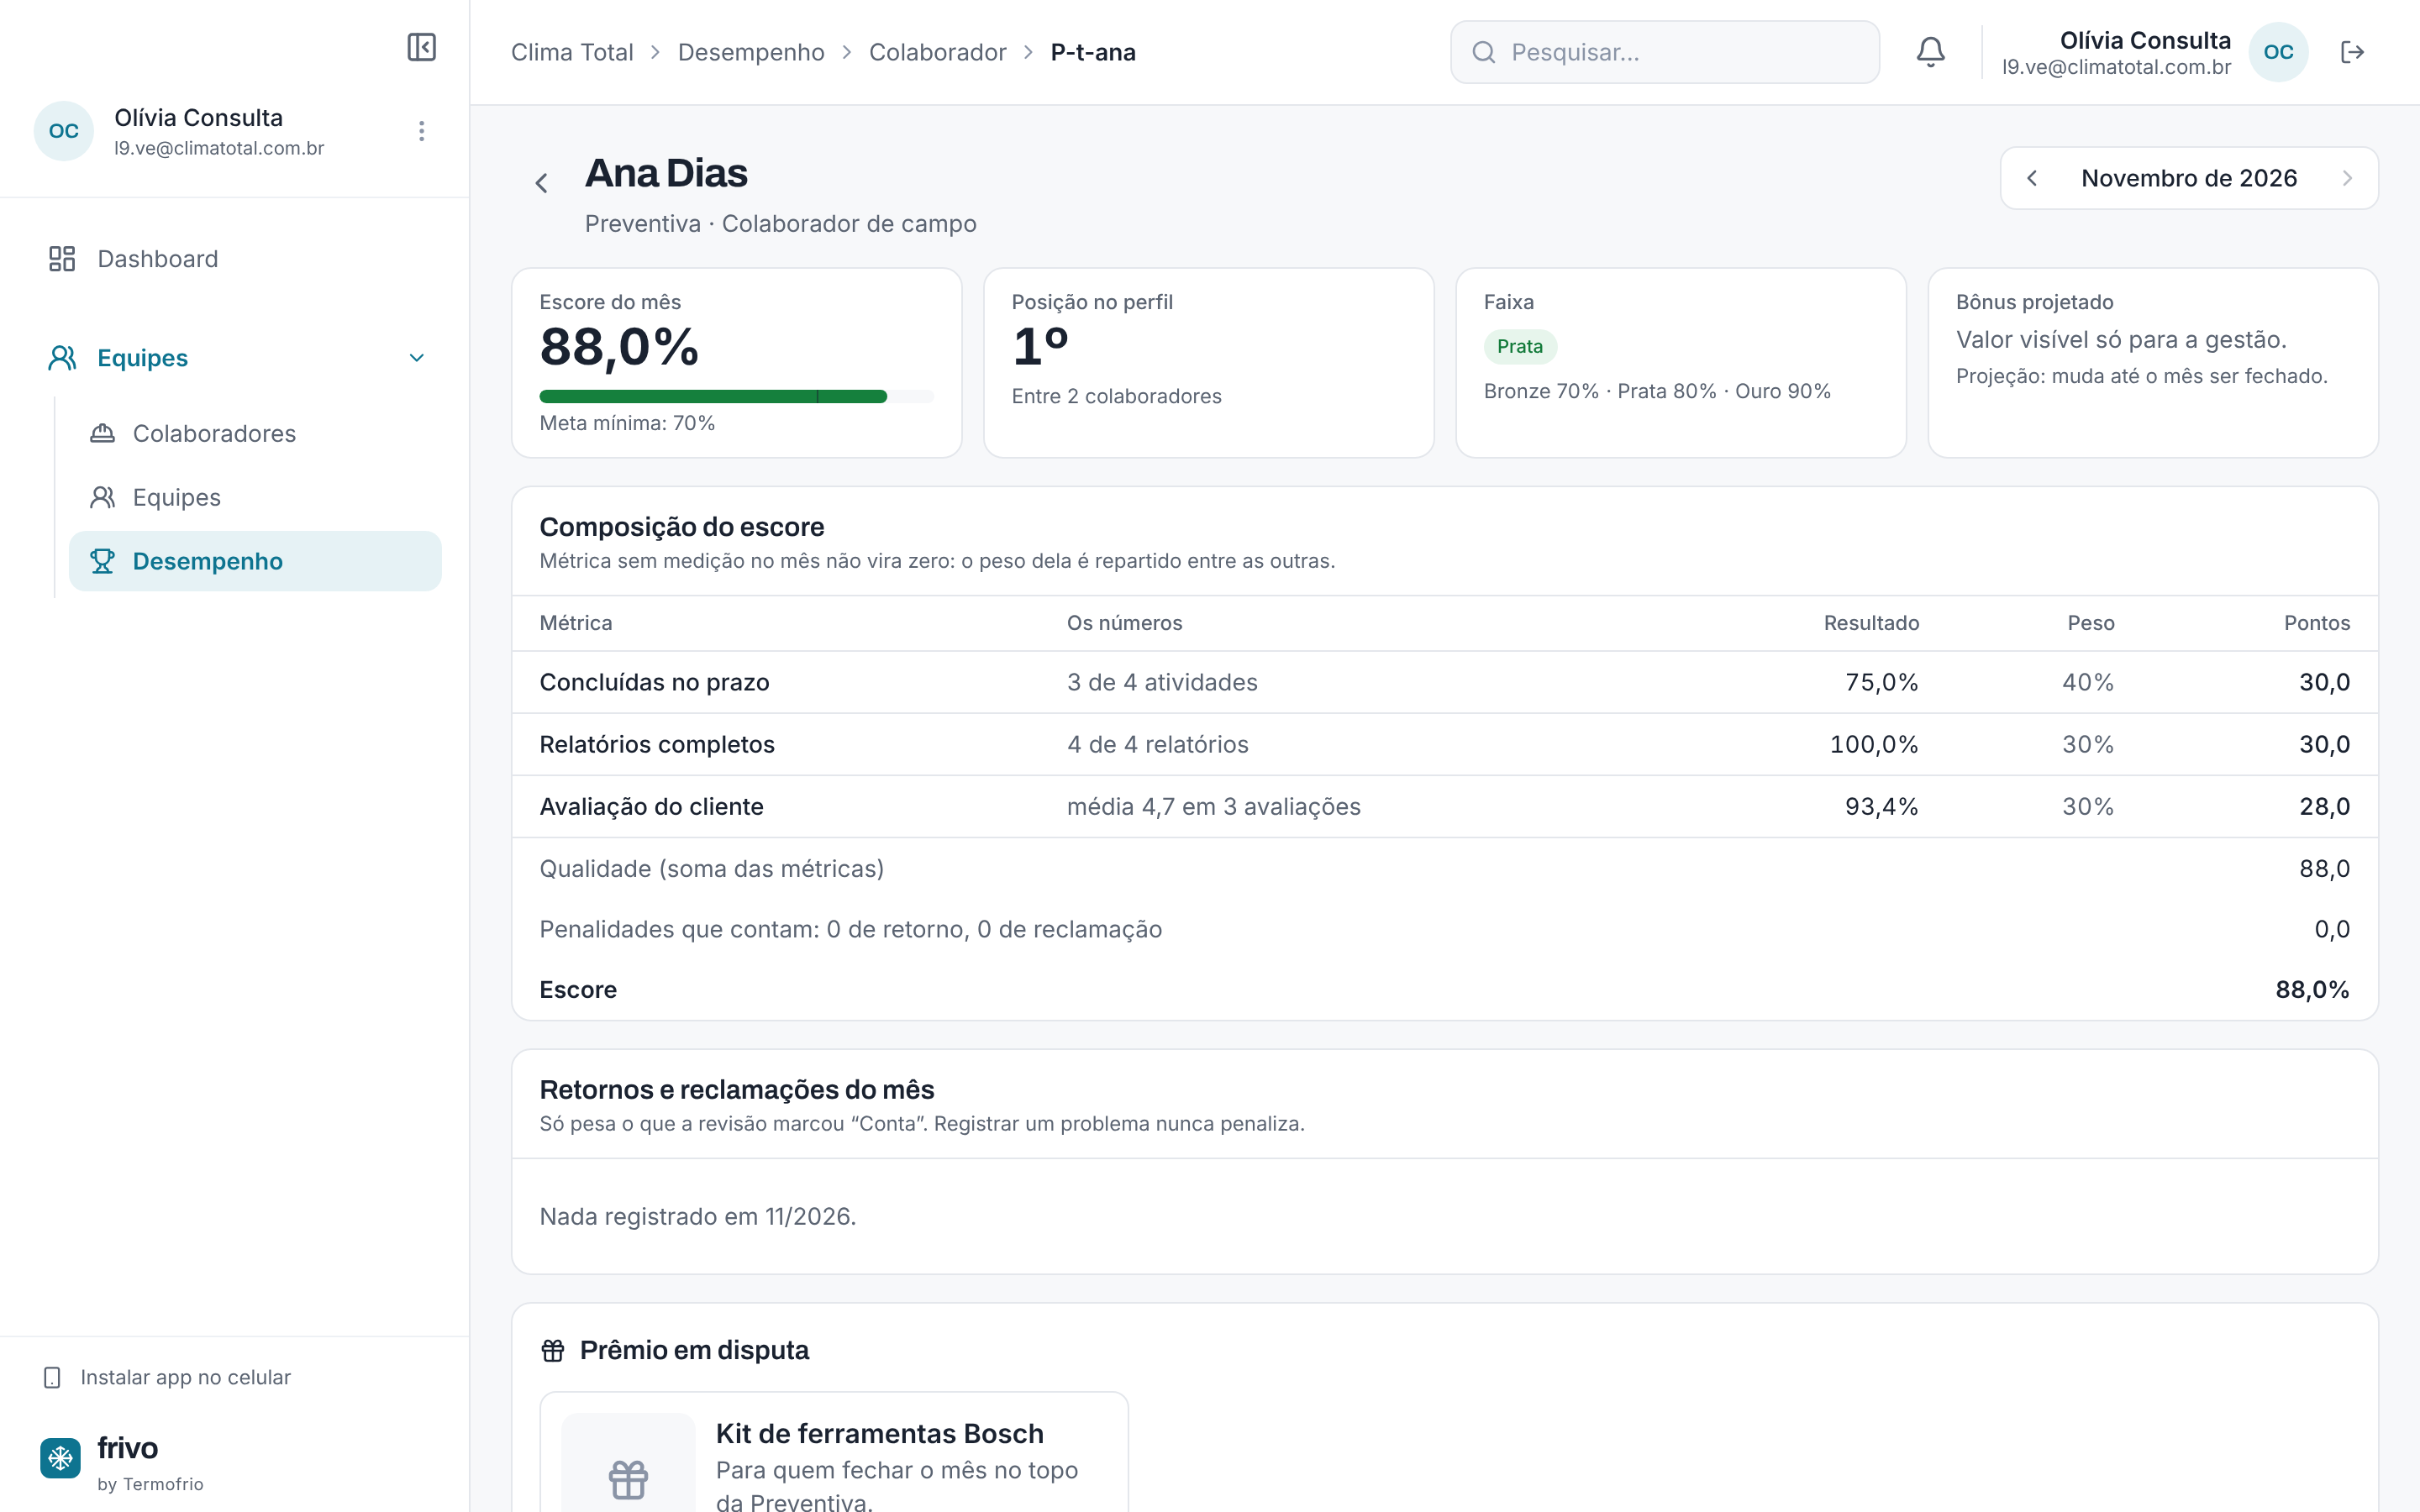 Clima Total > Desempenho > Colaborador > P-t-ana
Pesquisar...
Olívia Consulta
l9.ve@climatotal.com.br
OC
OC
Olívia Consulta
l9.ve@climatotal.com.br
Dashboard
Equipes
Colaboradores
Equipes
Desempenho
Instalar app no celular
frivo
by Termofrio
Ana Dias
Preventiva · Colaborador de campo
Novembro de 2026
Escore do mês
88,0%
Meta mínima: 70%
Posição no perfil
1º
Entre 2 colaboradores
Faixa
Prata
Bronze 70% · Prata 80% · Ouro 90%
Bônus projetado
Valor visível só para a gestão.
Projeção: muda até o mês ser fechado.
Composição do escore
Métrica sem medição no mês não vira zero: o peso dela é repartido entre as outras.
Métrica Os números Resultado Peso Pontos
Concluídas no prazo 3 de 4 atividades 75,0% 40% 30,0
Relatórios completos 4 de 4 relatórios 100,0% 30% 30,0
Avaliação do cliente média 4,7 em 3 avaliações 93,4% 30% 28,0
Qualidade (soma das métricas) 88,0
Penalidades que contam: 0 de retorno, 0 de reclamação 0,0
Escore 88,0%
Retornos e reclamações do mês
Só pesa o que a revisão marcou “Conta”. Registrar um problema nunca penaliza.
Nada registrado em 11/2026.
Prêmio em disputa
Kit de ferramentas Bosch
Para quem fechar o mês no topo
da Preventiva.